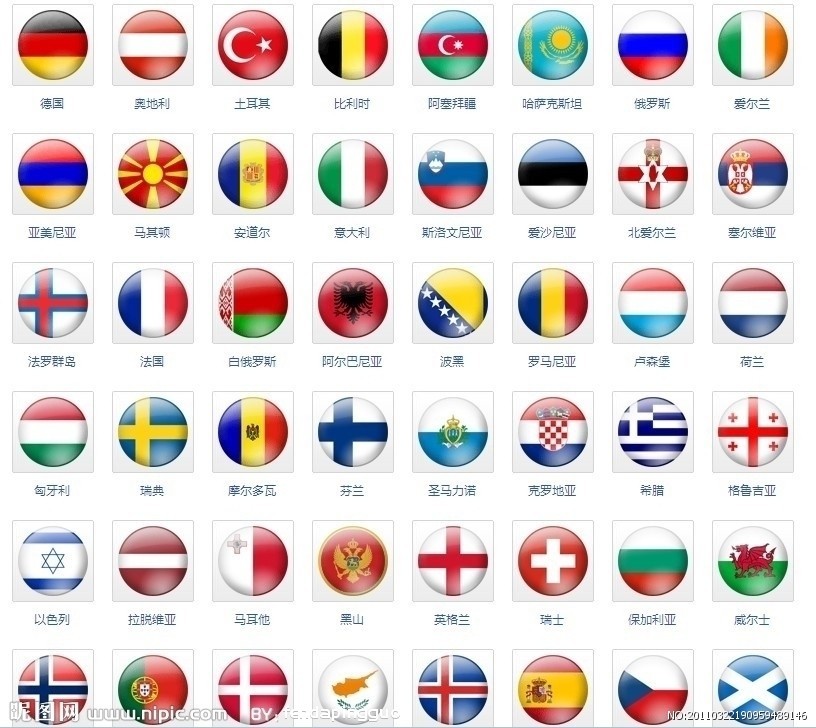 德国 奥地利 土耳其 比利时 阿塞拜疆 哈萨克斯坦 俄罗斯 爱尔兰
亚美尼亚 马其顿 安道尔 意大利 斯洛文尼亚 爱沙尼亚 北爱尔兰 塞尔维亚
法罗群岛 法国 白俄罗斯 阿尔巴尼亚 波黑 罗马尼亚 卢森堡 荷兰
匈牙利 瑞典 摩尔多瓦 芬兰 圣马力诺 克罗地亚 希腊 格鲁吉亚
以色列 拉脱维亚 马耳他 黑山 英格兰 瑞士 保加利亚 威尔士
昵图网 www.nipic.com BY: NO:20110322190959439146